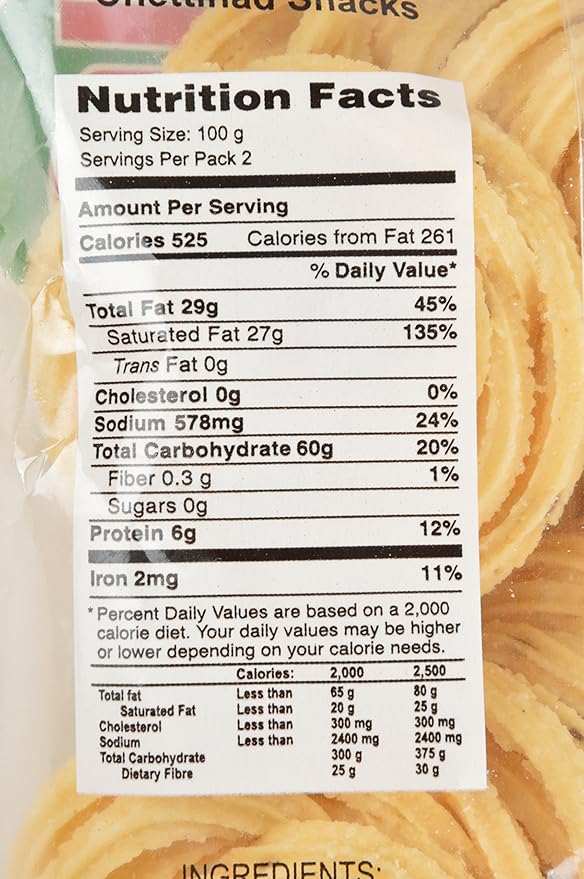 Chettinad Snacks
Nutrition Facts
Serving Size: 100 g
Servings Per Pack 2
Amount Per Serving
Calories 525 Calories from Fat 261
% Daily Value*
Total Fat 29g 45%
Saturated Fat 27g 135%
Trans Fat 0g
Cholesterol 0g 0%
Sodium 578mg 24%
Total Carbohydrate 60g 20%
Fiber 0.3 g 1%
Sugars 0g
Protein 6g 12%
Iron 2mg 11%
* Percent Daily Values are based on a 2,000
calorie diet. Your daily values may be higher
or lower depending on your calorie needs.
Calories: 2,000 2,500
Total fat Less than 65 g 80 g
Saturated Fat Less than 20 g 25 g
Cholesterol Less than 300 mg 300 mg
Sodium Less than 2400 mg 2400 mg
Total Carbohydrate 300 g 375 g
Dietary Fibre 25 g 30 g
INGREDIENTS: